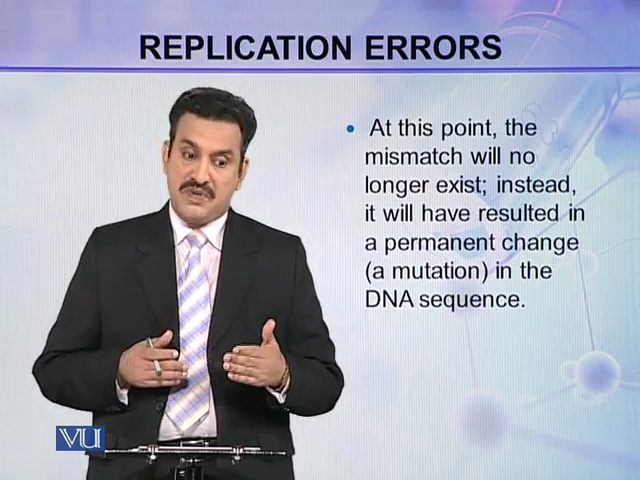 REPLICATION ERRORS
• At this point, the
mismatch will no
longer exist; instead,
it will have resulted in
a permanent change
(a mutation) in the
DNA sequence.
VU